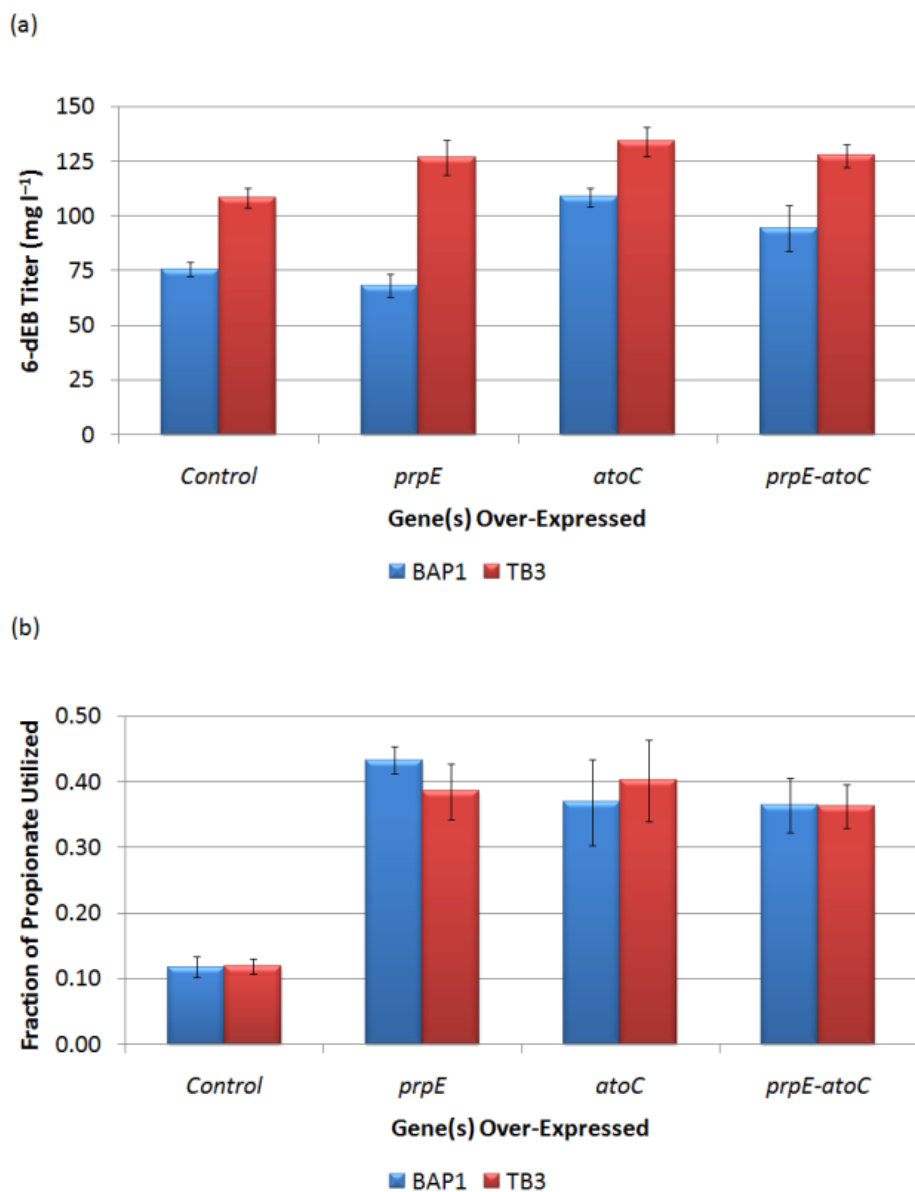 (a)
150
125
100
75
50
25
0
6-dEB Titer (mg l⁻¹)
Control prpE atoC prpE-atoC
Gene(s) Over-Expressed
BAP1 TB3
(b)
0.50
0.40
0.30
0.20
0.10
0.00
Fraction of Propionate Utilized
Control prpE atoC prpE-atoC
Gene(s) Over-Expressed
BAP1 TB3